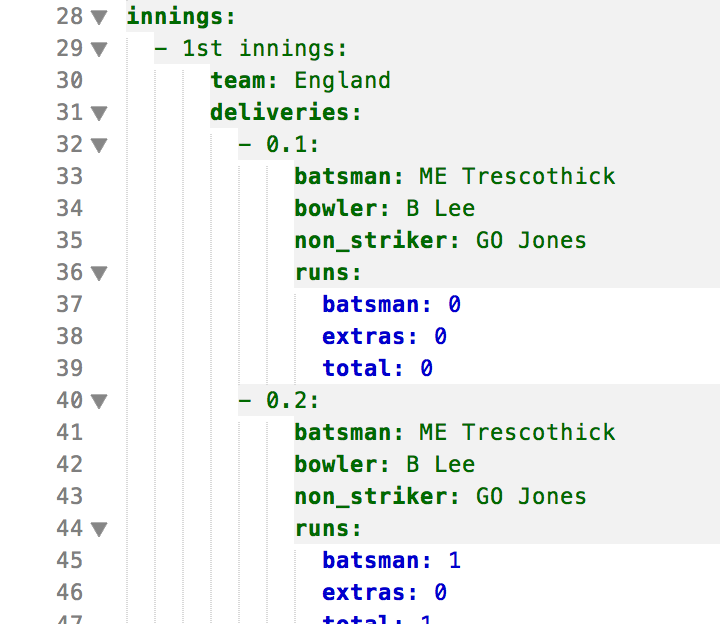 28 innings:
29 - 1st innings:
30 team: England
31 deliveries:
32 - 0.1:
33 batsman: ME Trescothick
34 bowler: B Lee
35 non_striker: GO Jones
36 runs:
37 batsman: 0
38 extras: 0
39 total: 0
40 - 0.2:
41 batsman: ME Trescothick
42 bowler: B Lee
43 non_striker: GO Jones
44 runs:
45 batsman: 1
46 extras: 0
47 total: 1